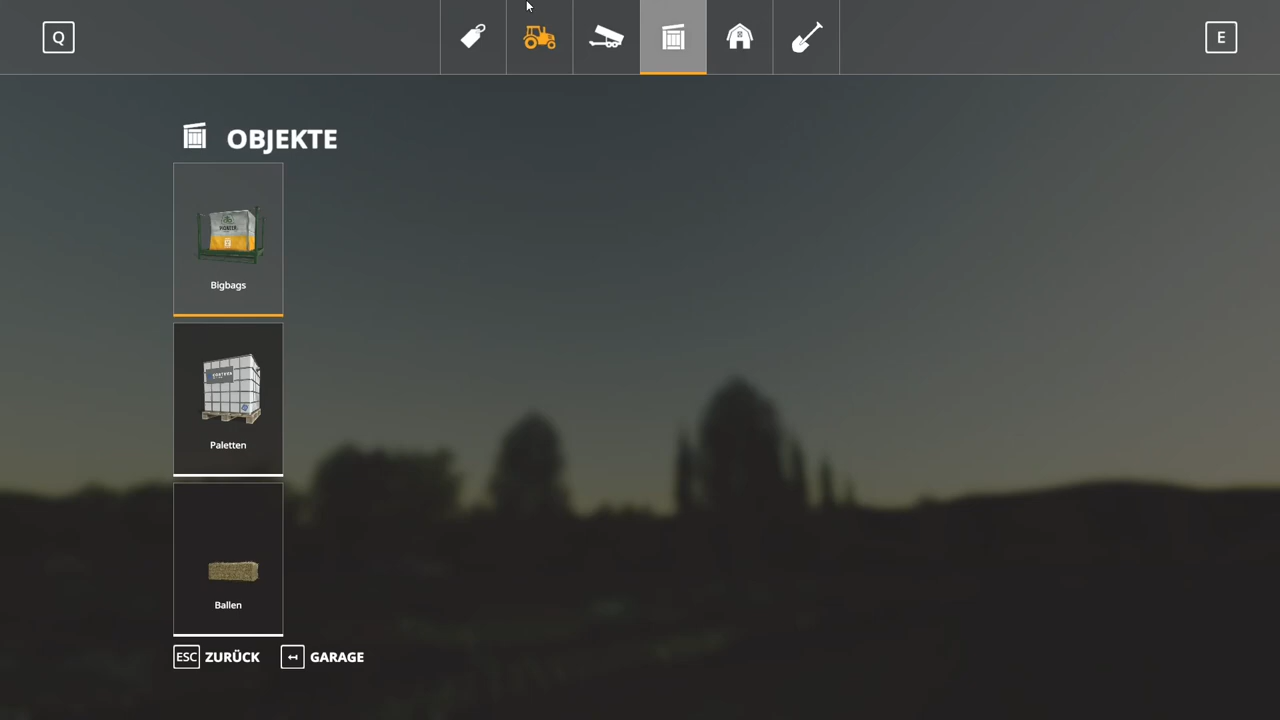 Q
E
OBJEKTE
Bigbags
Paletten
Ballen
ESC ZURÜCK GARAGE